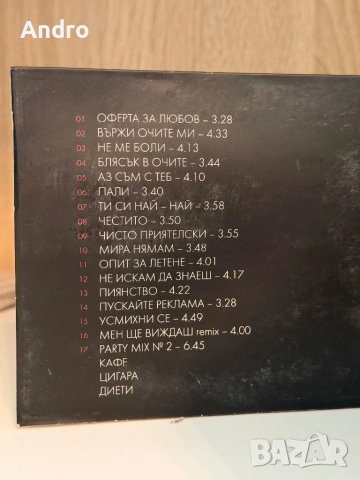 Andro
01 ОФЕРТА ЗА ЛЮБОВ – 3.28
02 ВЪРЖИ ОЧИТЕ МИ – 4.33
03 НЕ МЕ БОЛИ – 4.13
04 БЛЯСЪК В ОЧИТЕ – 3.44
05 АЗ СЪМ С ТЕБ – 4.10
06 ПАЛИ – 3.40
07 ТИ СИ НАЙ – НАЙ – 3.58
08 ЧЕСТИТО – 3.50
09 ЧИСТО ПРИЯТЕЛСКИ – 3.55
10 МИРА НЯМАМ – 3.48
11 ОПИТ ЗА ЛЕТЕНЕ – 4.01
12 НЕ ИСКАМ ДА ЗНАЕШ – 4.17
13 ПИЯНСТВО – 4.22
14 ПУСКАЙТЕ РЕКЛАМА – 3.28
15 УСМИХНИ СЕ – 4.49
16 МЕН ЩЕ ВИЖДАШ remix – 4.00
17 PARTY MIX № 2 – 6.45
КАФЕ
ЦИГАРА
ДИЕТИ
BAZAR
bg